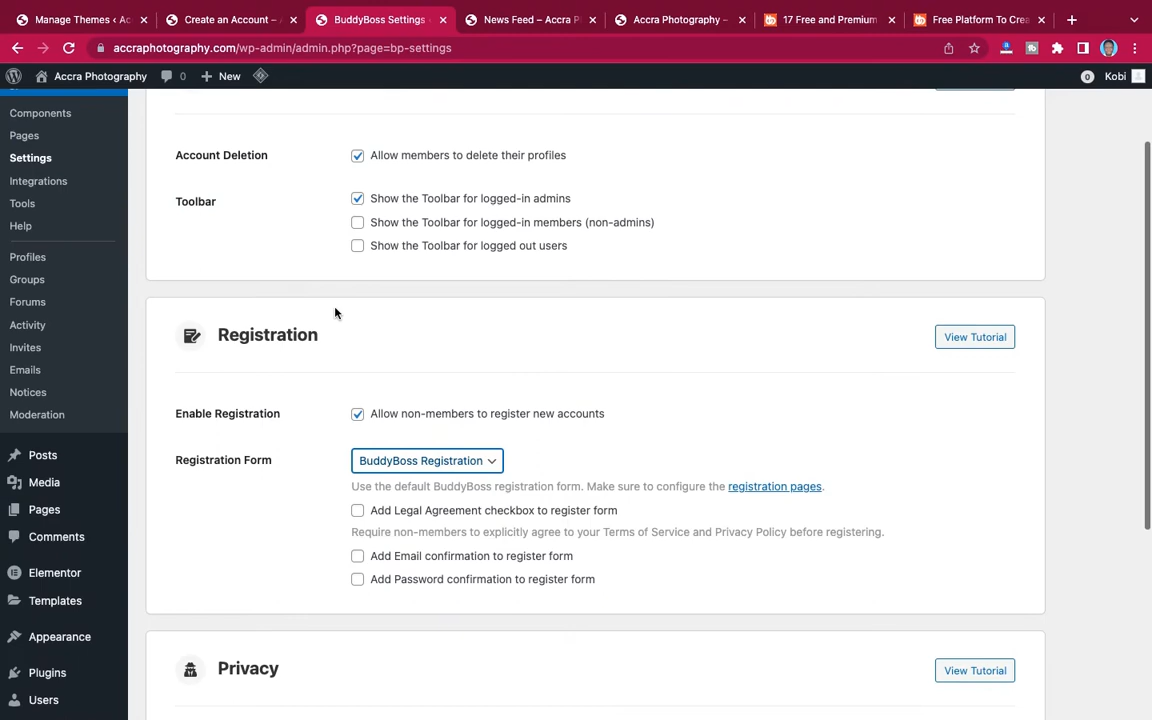 Manage Themes ‹ Ac
Create an Account –
BuddyBoss Settings
News Feed – Accra P
Accra Photography –
17 Free and Premium
Free Platform To Crea
accraphotography.com/wp-admin/admin.php?page=bp-settings
Accra Photography
0
New
0
Kobi
Components
Pages
Settings
Integrations
Tools
Help
Profiles
Groups
Forums
Activity
Invites
Emails
Notices
Moderation
Posts
Media
Pages
Comments
Elementor
Templates
Appearance
Plugins
Users
Account Deletion
Allow members to delete their profiles
Toolbar
Show the Toolbar for logged-in admins
Show the Toolbar for logged-in members (non-admins)
Show the Toolbar for logged out users
Registration
View Tutorial
Enable Registration
Allow non-members to register new accounts
Registration Form
BuddyBoss Registration
Use the default BuddyBoss registration form. Make sure to configure the registration pages.
Add Legal Agreement checkbox to register form
Require non-members to explicitly agree to your Terms of Service and Privacy Policy before registering.
Add Email confirmation to register form
Add Password confirmation to register form
Privacy
View Tutorial